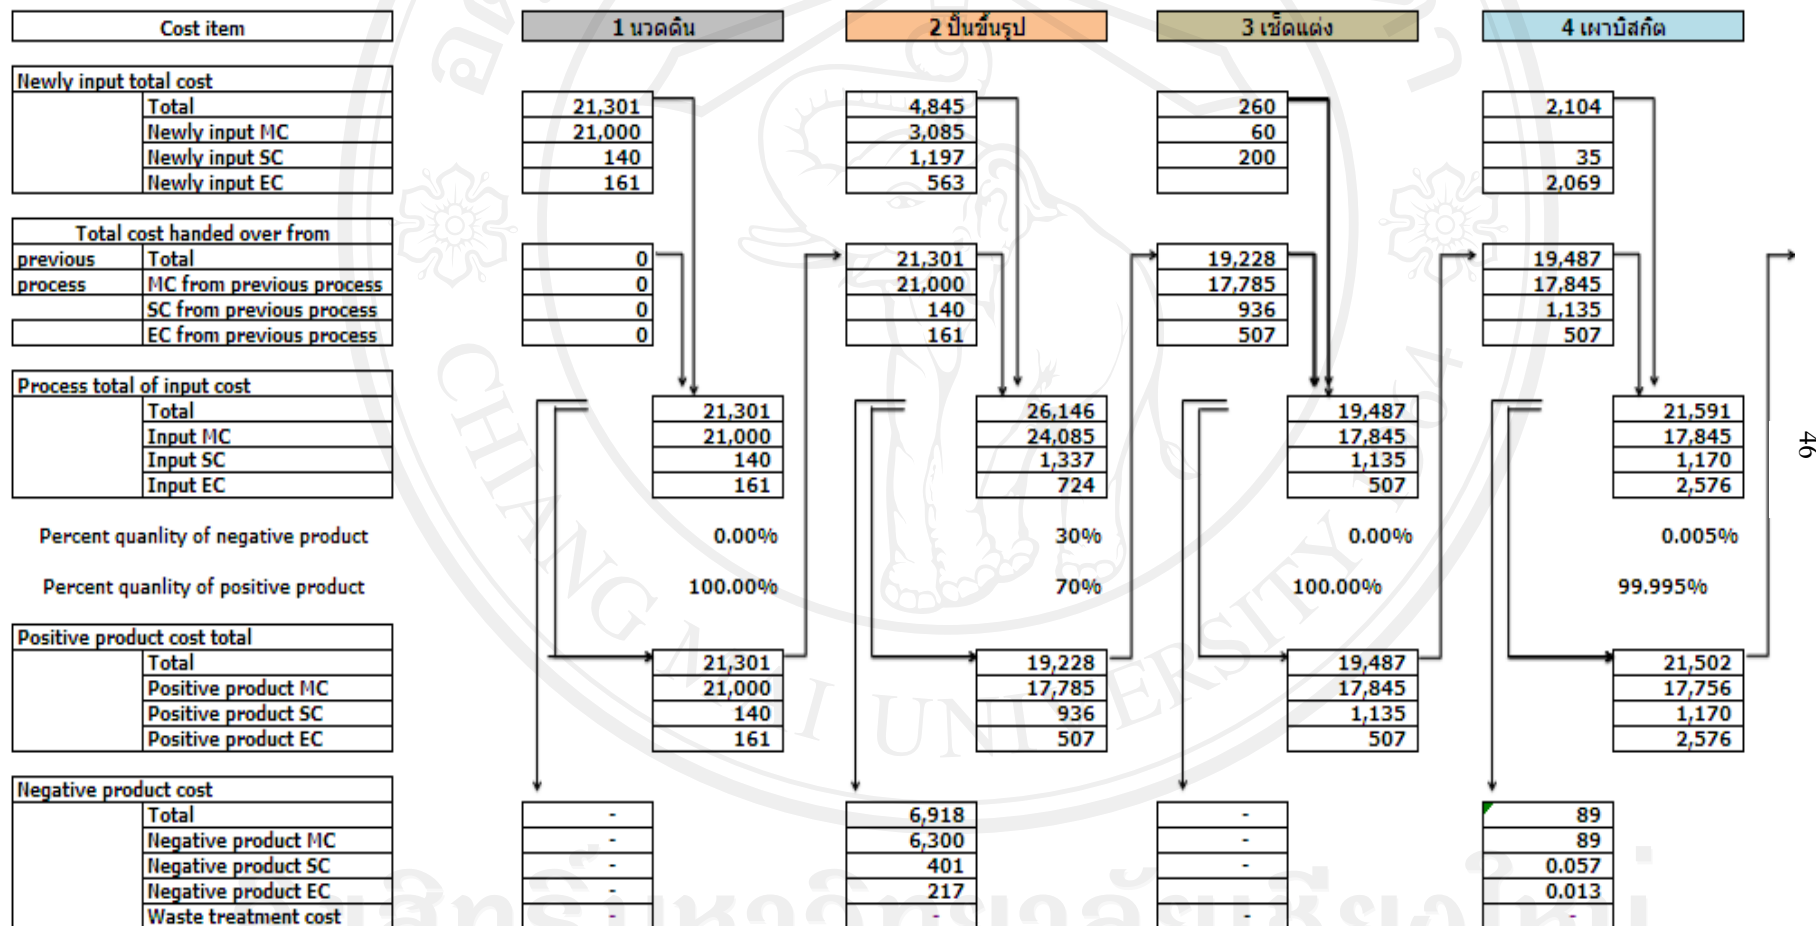 Cost item 1 นวดดิน 2 ปั้นขึ้นรูป 3 เช็ดแต่ง 4 เผาบิสกิต
Newly input total cost
Total 21,301 4,845 260 2,104
Newly input MC 21,000 3,085 60
Newly input SC 140 1,197 200 35
Newly input EC 161 563 2,069
Total cost handed over from
previous Total 0 21,301 19,228 19,487
process MC from previous process 0 21,000 17,785 17,845
SC from previous process 0 140 936 1,135
EC from previous process 0 161 507 507
Process total of input cost
Total 21,301 26,146 19,487 21,591
Input MC 21,000 24,085 17,845 17,845
Input SC 140 1,337 1,135 1,170
Input EC 161 724 507 2,576
46
Percent quanlity of negative product 0.00% 30% 0.00% 0.005%
Percent quanlity of positive product 100.00% 70% 100.00% 99.995%
Positive product cost total
Total 21,301 19,228 19,487 21,502
Positive product MC 21,000 17,785 17,845 17,756
Positive product SC 140 936 1,135 1,170
Positive product EC 161 507 507 2,576
Negative product cost
Total - 6,918 - 89
Negative product MC - 6,300 - 89
Negative product SC - 401 - 0.057
Negative product EC - 217 0.013
Waste treatment cost - - - -
CHIANG MAI UNIVERSITY 1964